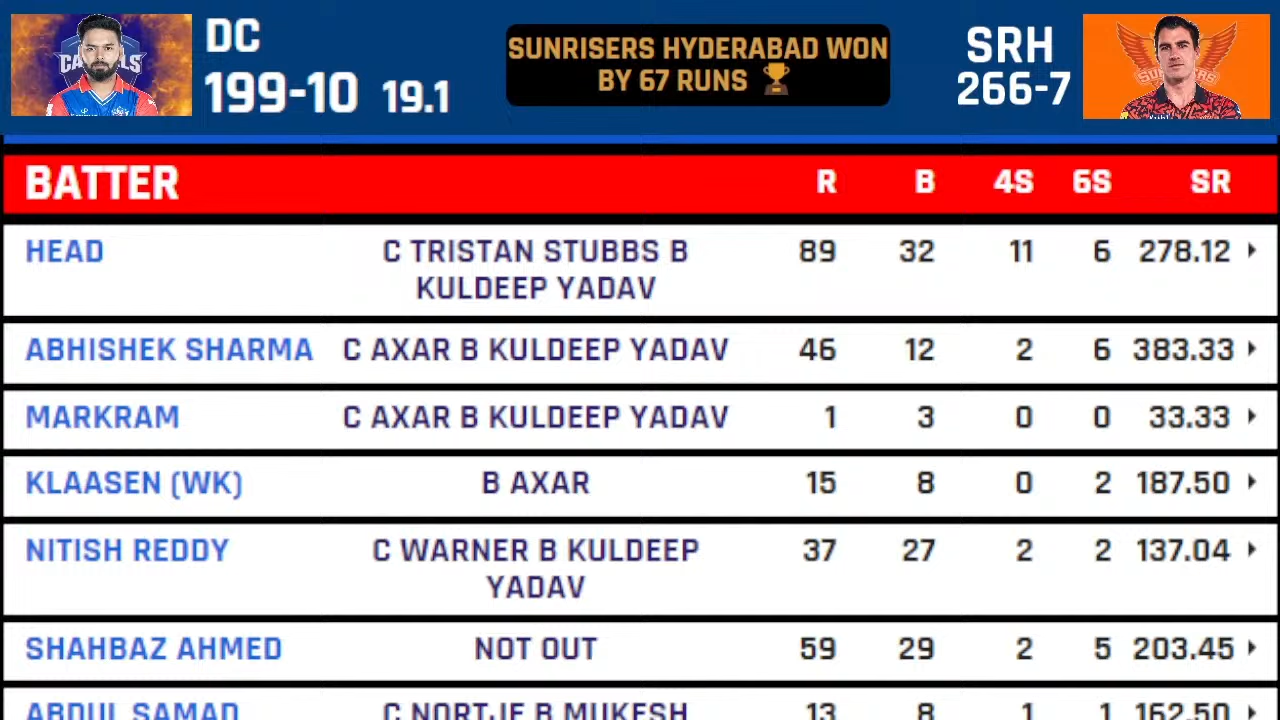 DC
199-10 19.1
SUNRISERS HYDERABAD WON
BY 67 RUNS
SRH
266-7
BATTER R B 4S 6S SR
HEAD C TRISTAN STUBBS B KULDEEP YADAV 89 32 11 6 278.12
ABHISHEK SHARMA C AXAR B KULDEEP YADAV 46 12 2 6 383.33
MARKRAM C AXAR B KULDEEP YADAV 1 3 0 0 33.33
KLAASEN (WK) B AXAR 15 8 0 2 187.50
NITISH REDDY C WARNER B KULDEEP YADAV 37 27 2 2 137.04
SHAHBAZ AHMED NOT OUT 59 29 2 5 203.45
ABDUL SAMAD C NORTJE B MUKESH 13 8 1 1 162.50